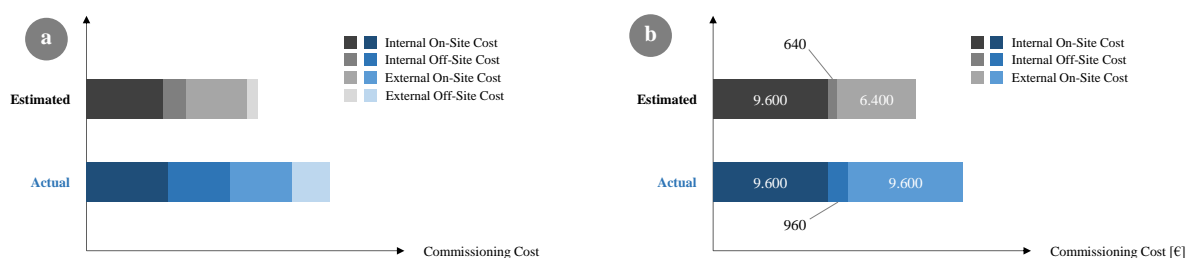 a
Internal On-Site Cost
Internal Off-Site Cost
External On-Site Cost
External Off-Site Cost
Estimated
Actual
Commissioning Cost
b
Internal On-Site Cost
Internal Off-Site Cost
External On-Site Cost
640
Estimated
9.600
6.400
Actual
9.600
9.600
960
Commissioning Cost [€]